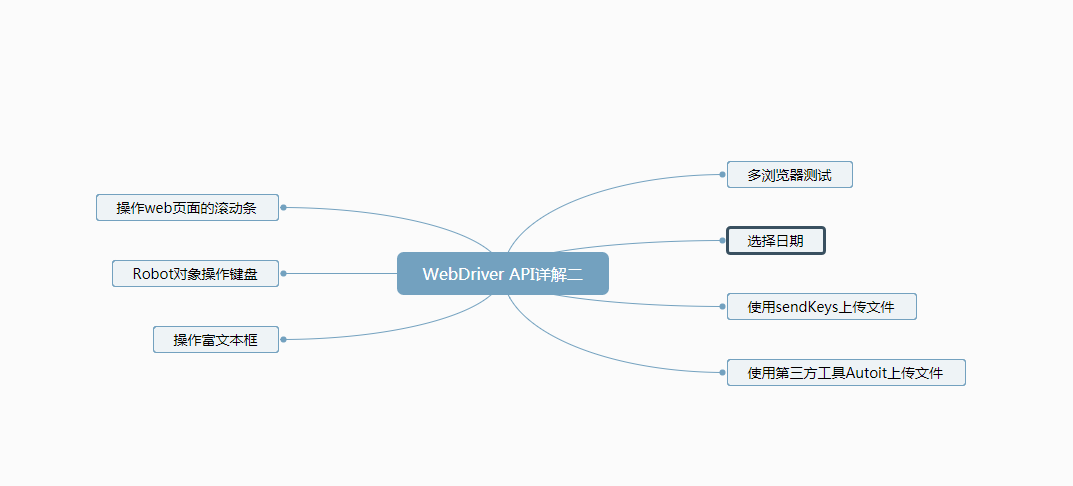 多浏览器测试
操作web页面的滚动条
选择日期
Robot对象操作键盘
WebDriver API详解二
使用sendKeys上传文件
操作富文本框
使用第三方工具Autoit上传文件